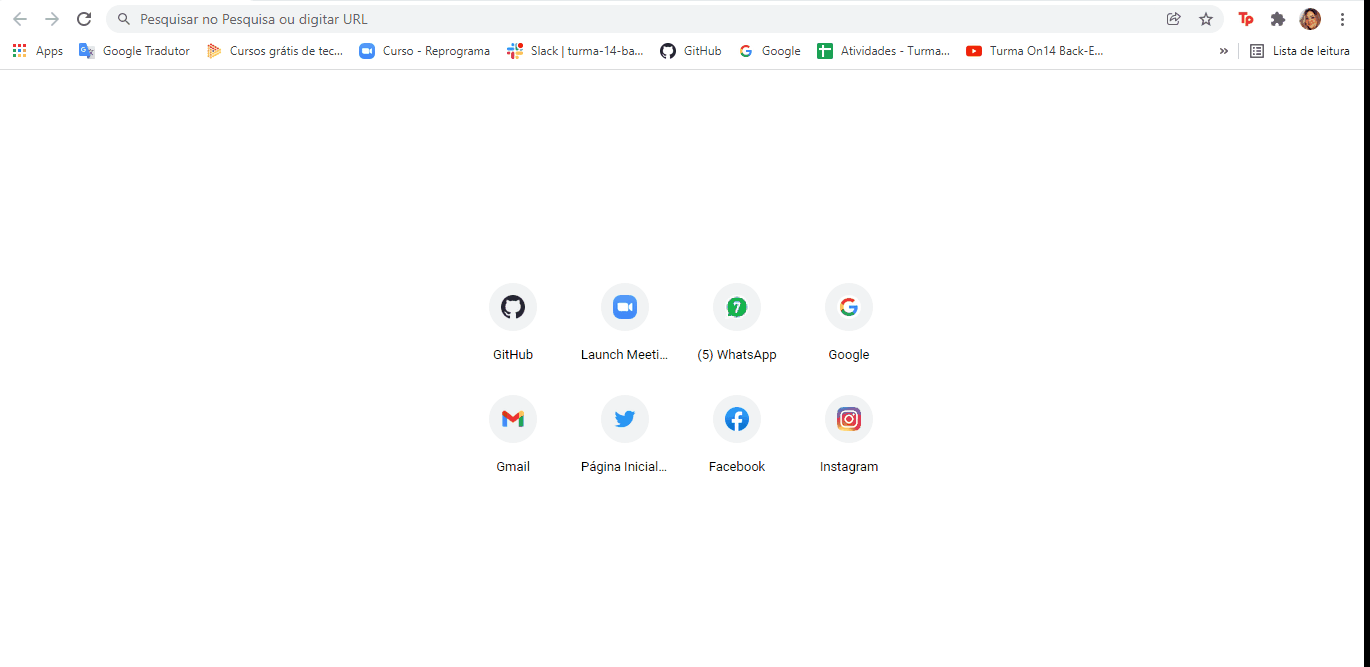 Pesquisar no Pesquisa ou digitar URL
Tp
Apps Google Tradutor Cursos grátis de tec... Curso - Reprograma Slack | turma-14-ba... GitHub Google Atividades - Turma... Turma On14 Back-E... » Lista de leitura
7
GitHub Launch Meeti... (5) WhatsApp Google
Gmail Página Inicial... Facebook Instagram